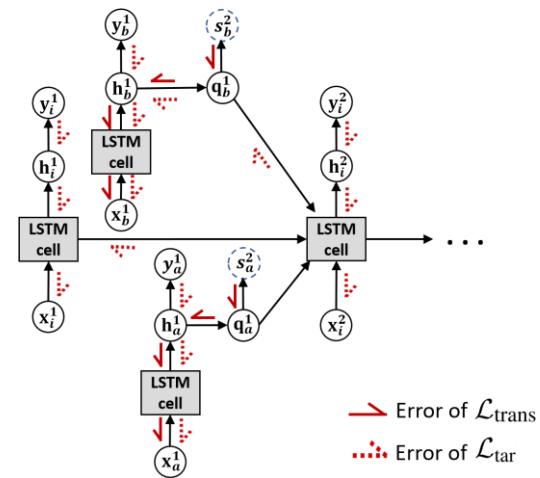 y_b^1
s_b^2
h_b^1
q_b^1
y_i^1
y_i^2
LSTM
cell
h_i^1
h_i^2
x_b^1
LSTM
cell
LSTM
cell
. . .
y_a^1
s_a^2
x_i^1
h_a^1
q_a^1
x_i^2
LSTM
cell
Error of ℒ_trans
Error of ℒ_tar
x_a^1